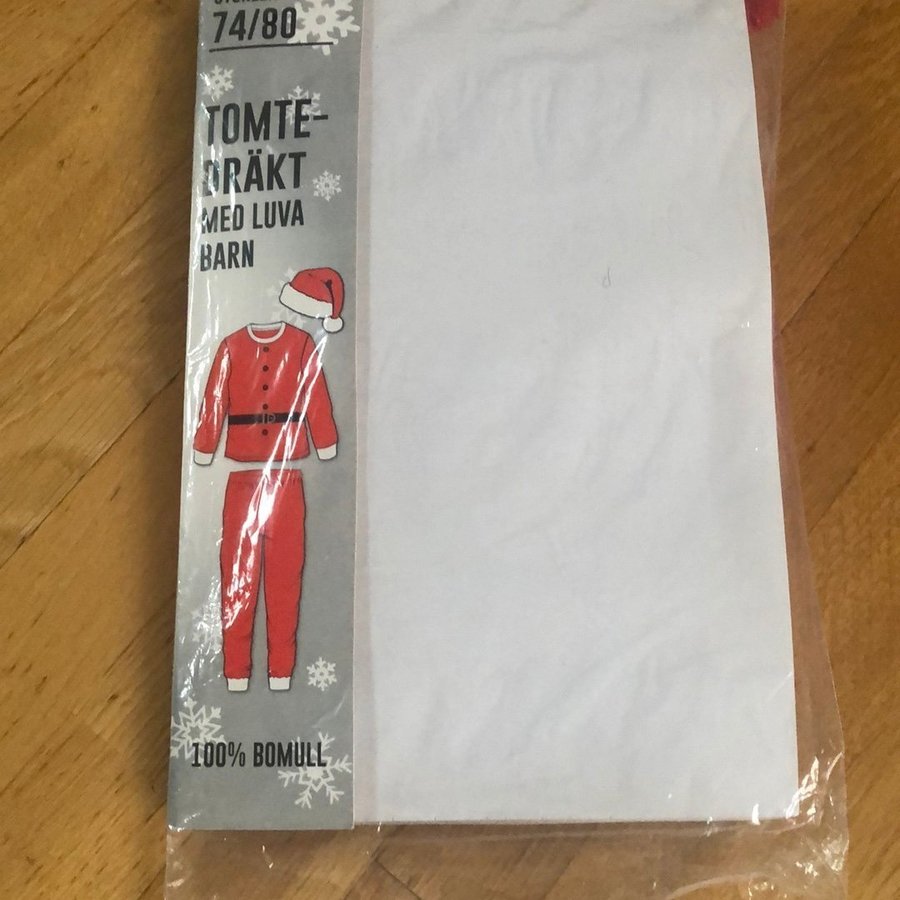 74/80
TOMTE-
DRÄKT
MED LUVA
BARN
100% BOMULL